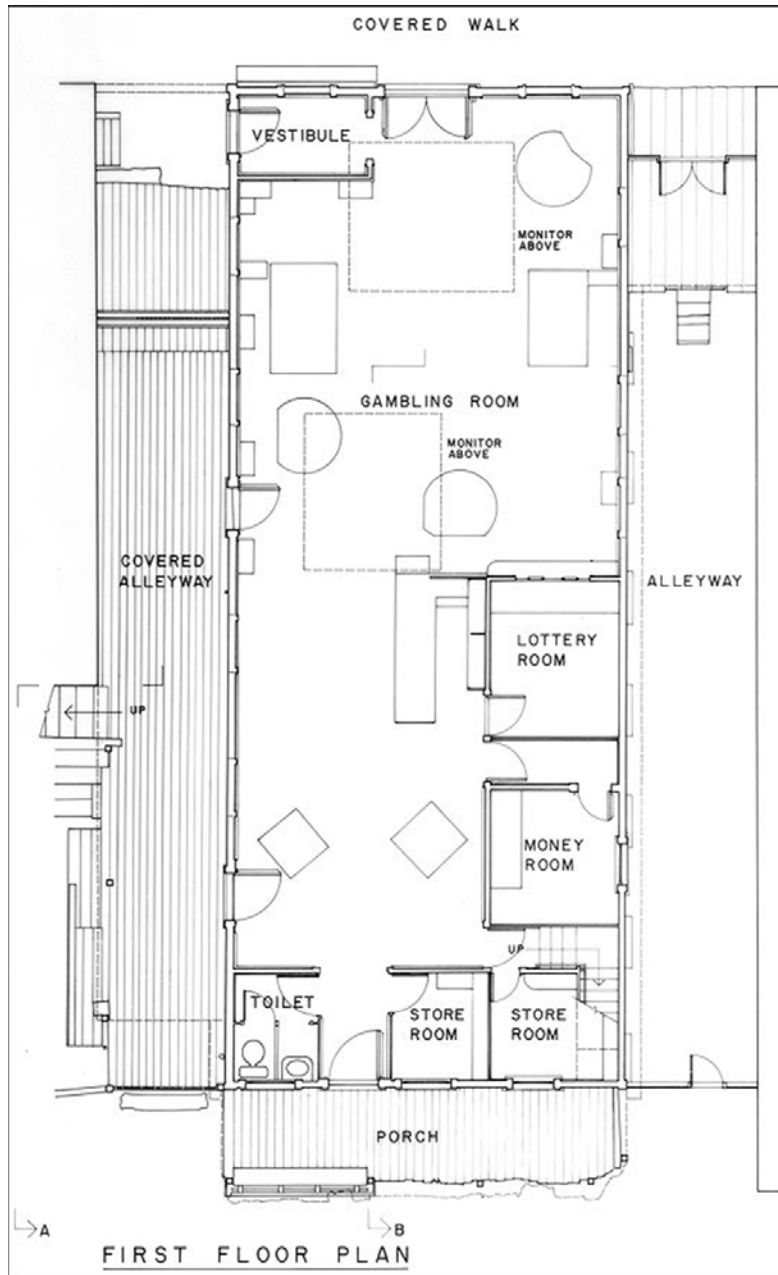 COVERED WALK
VESTIBULE
MONITOR
ABOVE
GAMBLING ROOM
MONITOR
ABOVE
COVERED
ALLEYWAY
ALLEYWAY
LOTTERY
ROOM
UP
MONEY
ROOM
UP
TOILET
STORE
ROOM
STORE
ROOM
PORCH
A
B
FIRST FLOOR PLAN